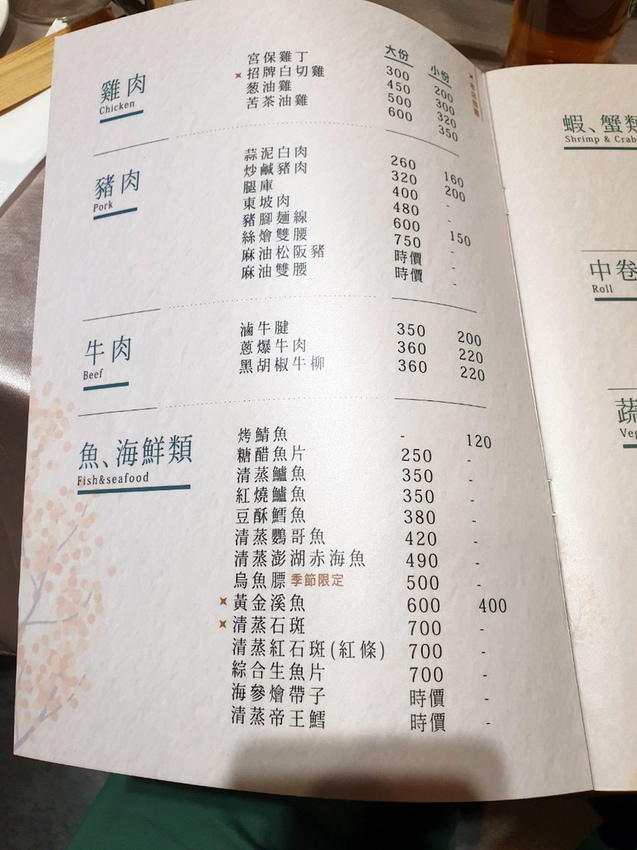 大份 小份
雞肉
Chicken
宮保雞丁 300 200
招牌白切雞 450 300
葱油雞 500 320
苦茶油雞 600 350
豬肉
Pork
蒜泥白肉 260 160
炒鹹豬肉 320 200
腿庫 400 -
東坡肉 480 -
豬腳麵線 600 150
絲燴雙腰 750 -
麻油松阪豬 時價 -
麻油雙腰 時價 -
牛肉
Beef
滷牛腱 350 200
蔥爆牛肉 360 220
黑胡椒牛柳 360 220
魚、海鮮類
Fish&seafood
烤鯖魚 - 120
糖醋魚片 250 -
清蒸鱸魚 350 -
紅燒鱸魚 350 -
豆酥鱈魚 380 -
清蒸鸚哥魚 420 -
清蒸澎湖赤海魚 490 -
烏魚膘 季節限定 500 -
黃金溪魚 600 400
清蒸石斑 700 -
清蒸紅石斑(紅條) 700 -
綜合生魚片 700 -
海參燴帶子 時價 -
清蒸帝王鱈 時價 -
蝦、蟹類
Shrimp & Crab
中卷
Roll
蔬